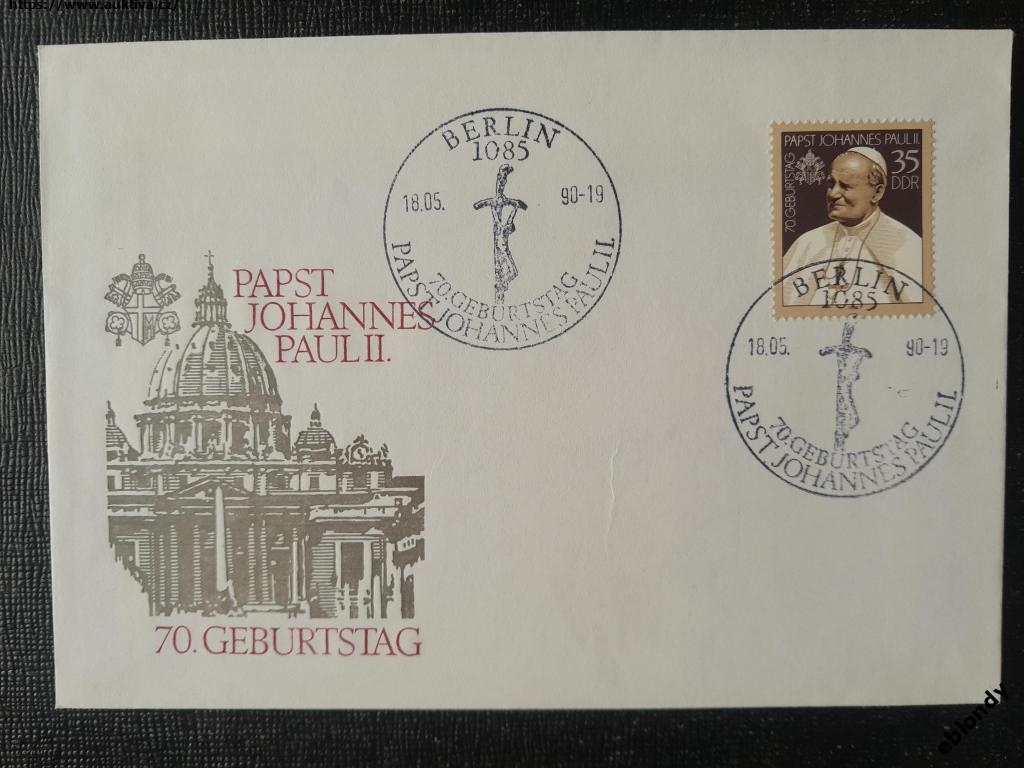 https://www.auktiva.cz/
BERLIN
1085
18.05. 90-19
70. GEBURTSTAG
PAPST JOHANNES PAUL II.
PAPST JOHANNES PAUL II.
70. GEBURTSTAG
35
DDR
BERLIN
1085
18.05. 90-19
70. GEBURTSTAG
PAPST JOHANNES PAUL II.
PAPST
JOHANNES
PAUL II.
70. GEBURTSTAG
eblondy